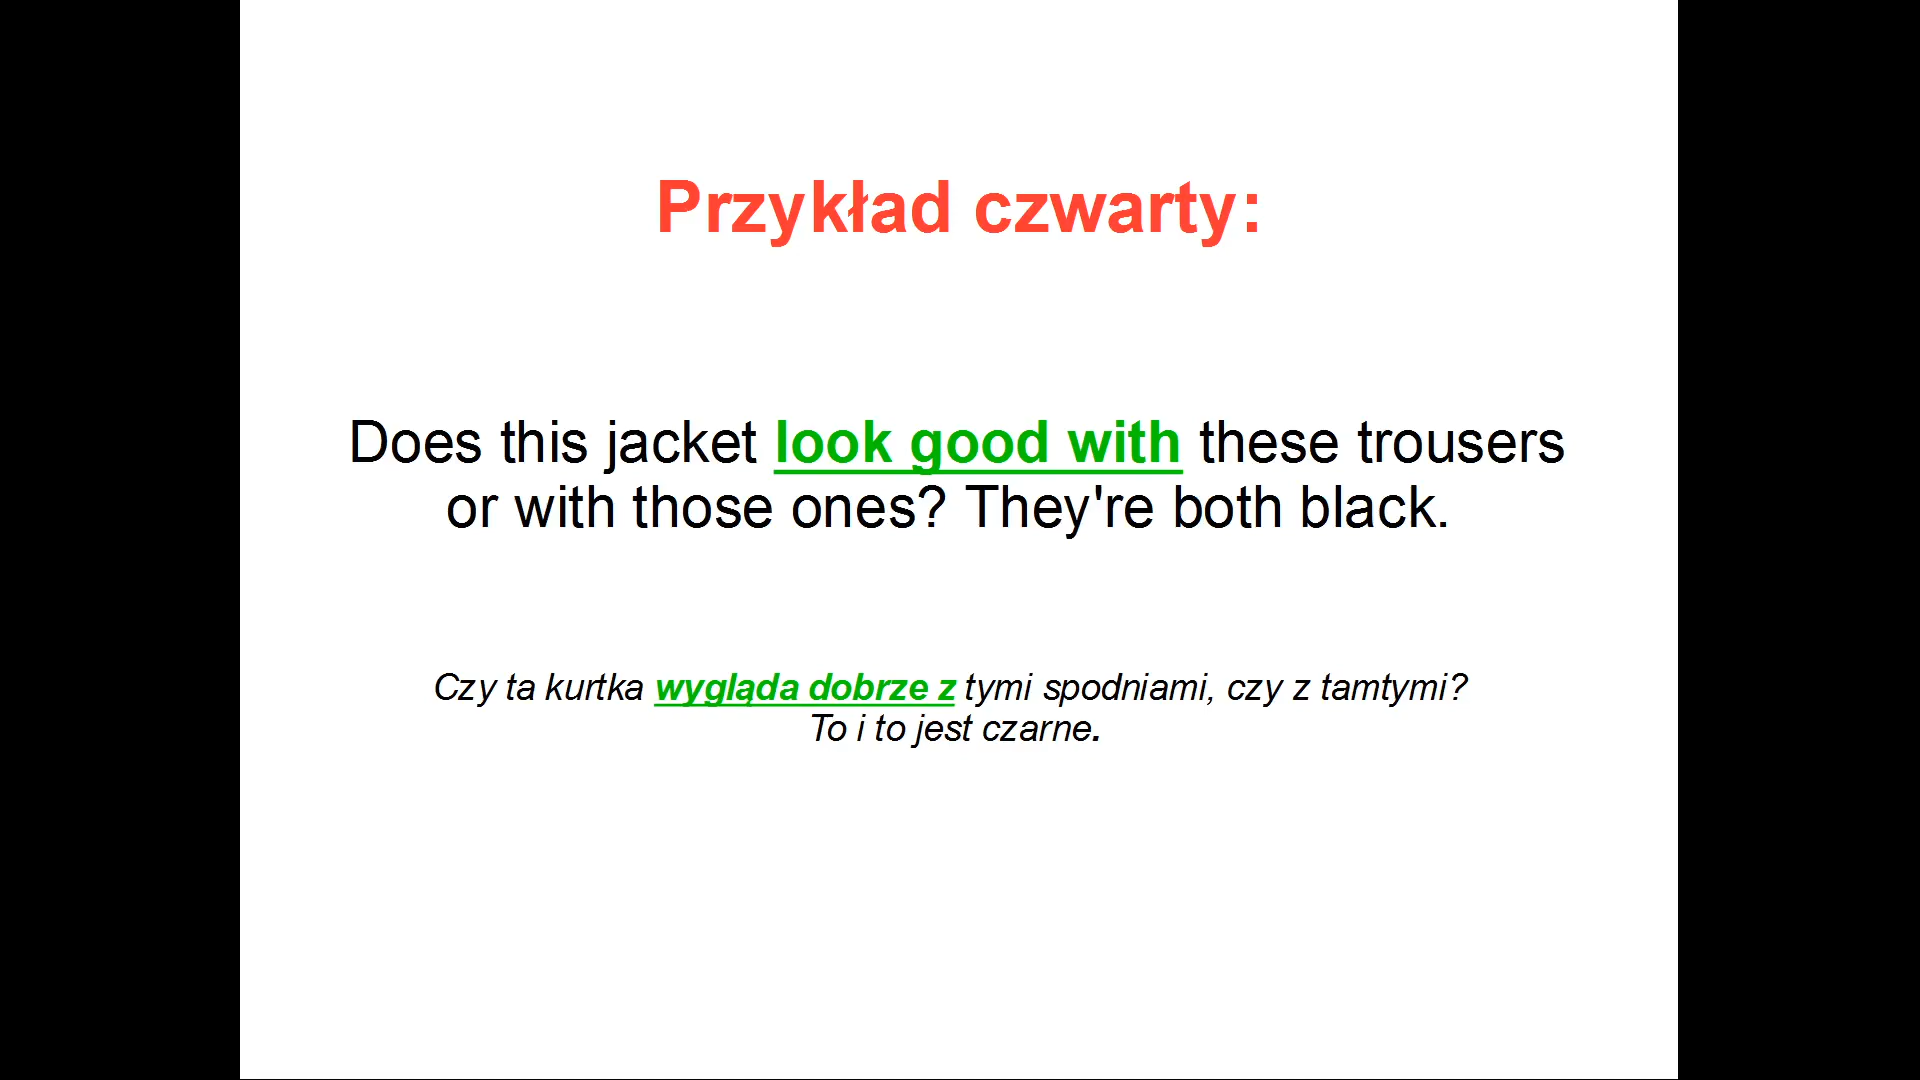 Przykład czwarty:
Does this jacket look good with these trousers
or with those ones? They're both black.
Czy ta kurtka wygląda dobrze z tymi spodniami, czy z tamtymi?
To i to jest czarne.